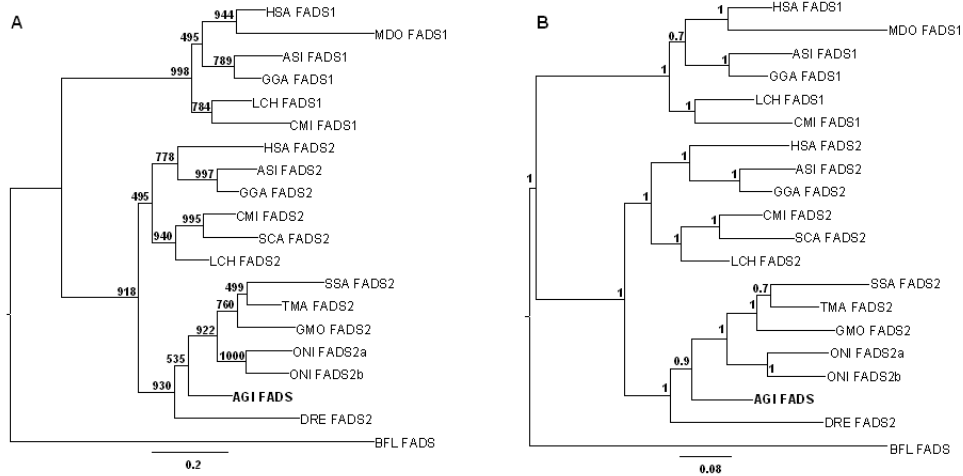 A
944
HSA FADS1
MDO FADS1
495
789
ASI FADS1
GGA FADS1
998
784
LCH FADS1
CMI FADS1
778
HSA FADS2
997
ASI FADS2
GGA FADS2
495
995
CMI FADS2
940
SCA FADS2
LCH FADS2
918
499
SSA FADS2
760
TMA FADS2
922
GMO FADS2
535
1000
ONI FADS2a
ONI FADS2b
930
AGI FADS
DRE FADS2
BFL FADS
0.2
B
1
HSA FADS1
MDO FADS1
0.7
1
ASI FADS1
GGA FADS1
1
1
LCH FADS1
CMI FADS1
1
HSA FADS2
1
ASI FADS2
GGA FADS2
1
1
1
CMI FADS2
1
SCA FADS2
LCH FADS2
1
0.7
SSA FADS2
1
TMA FADS2
1
GMO FADS2
0.9
1
ONI FADS2a
ONI FADS2b
1
AGI FADS
DRE FADS2
BFL FADS
0.08